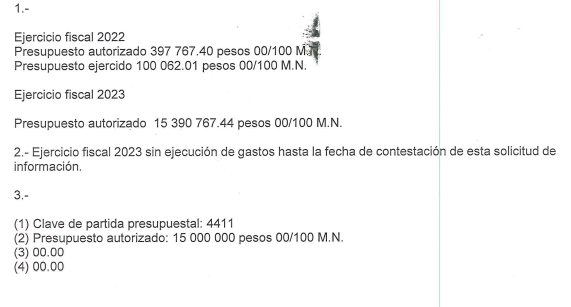 1.-
Ejercicio fiscal 2022
Presupuesto autorizado 397 767.40 pesos 00/100 M.N.
Presupuesto ejercido 100 062.01 pesos 00/100 M.N.
Ejercicio fiscal 2023
Presupuesto autorizado 15 390 767.44 pesos 00/100 M.N.
2.- Ejercicio fiscal 2023 sin ejecución de gastos hasta la fecha de contestación de esta solicitud de
información.
3.-
(1) Clave de partida presupuestal: 4411
(2) Presupuesto autorizado: 15 000 000 pesos 00/100 M.N.
(3) 00.00
(4) 00.00